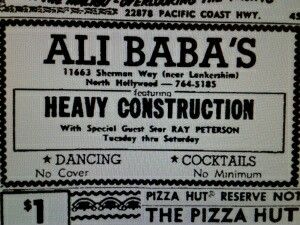 22878 PACIFIC COAST HWY.
ALI BABA'S
11663 Sherman Way (near Lankershim)
North Hollywood — 764-5185
featuring
HEAVY CONSTRUCTION
With Special Guest Star RAY PETERSON
Tuesday thru Saturday
★ DANCING ★ COCKTAILS
No Cover No Minimum
$1
PIZZA HUT RESERVE NOT
THE PIZZA HUT